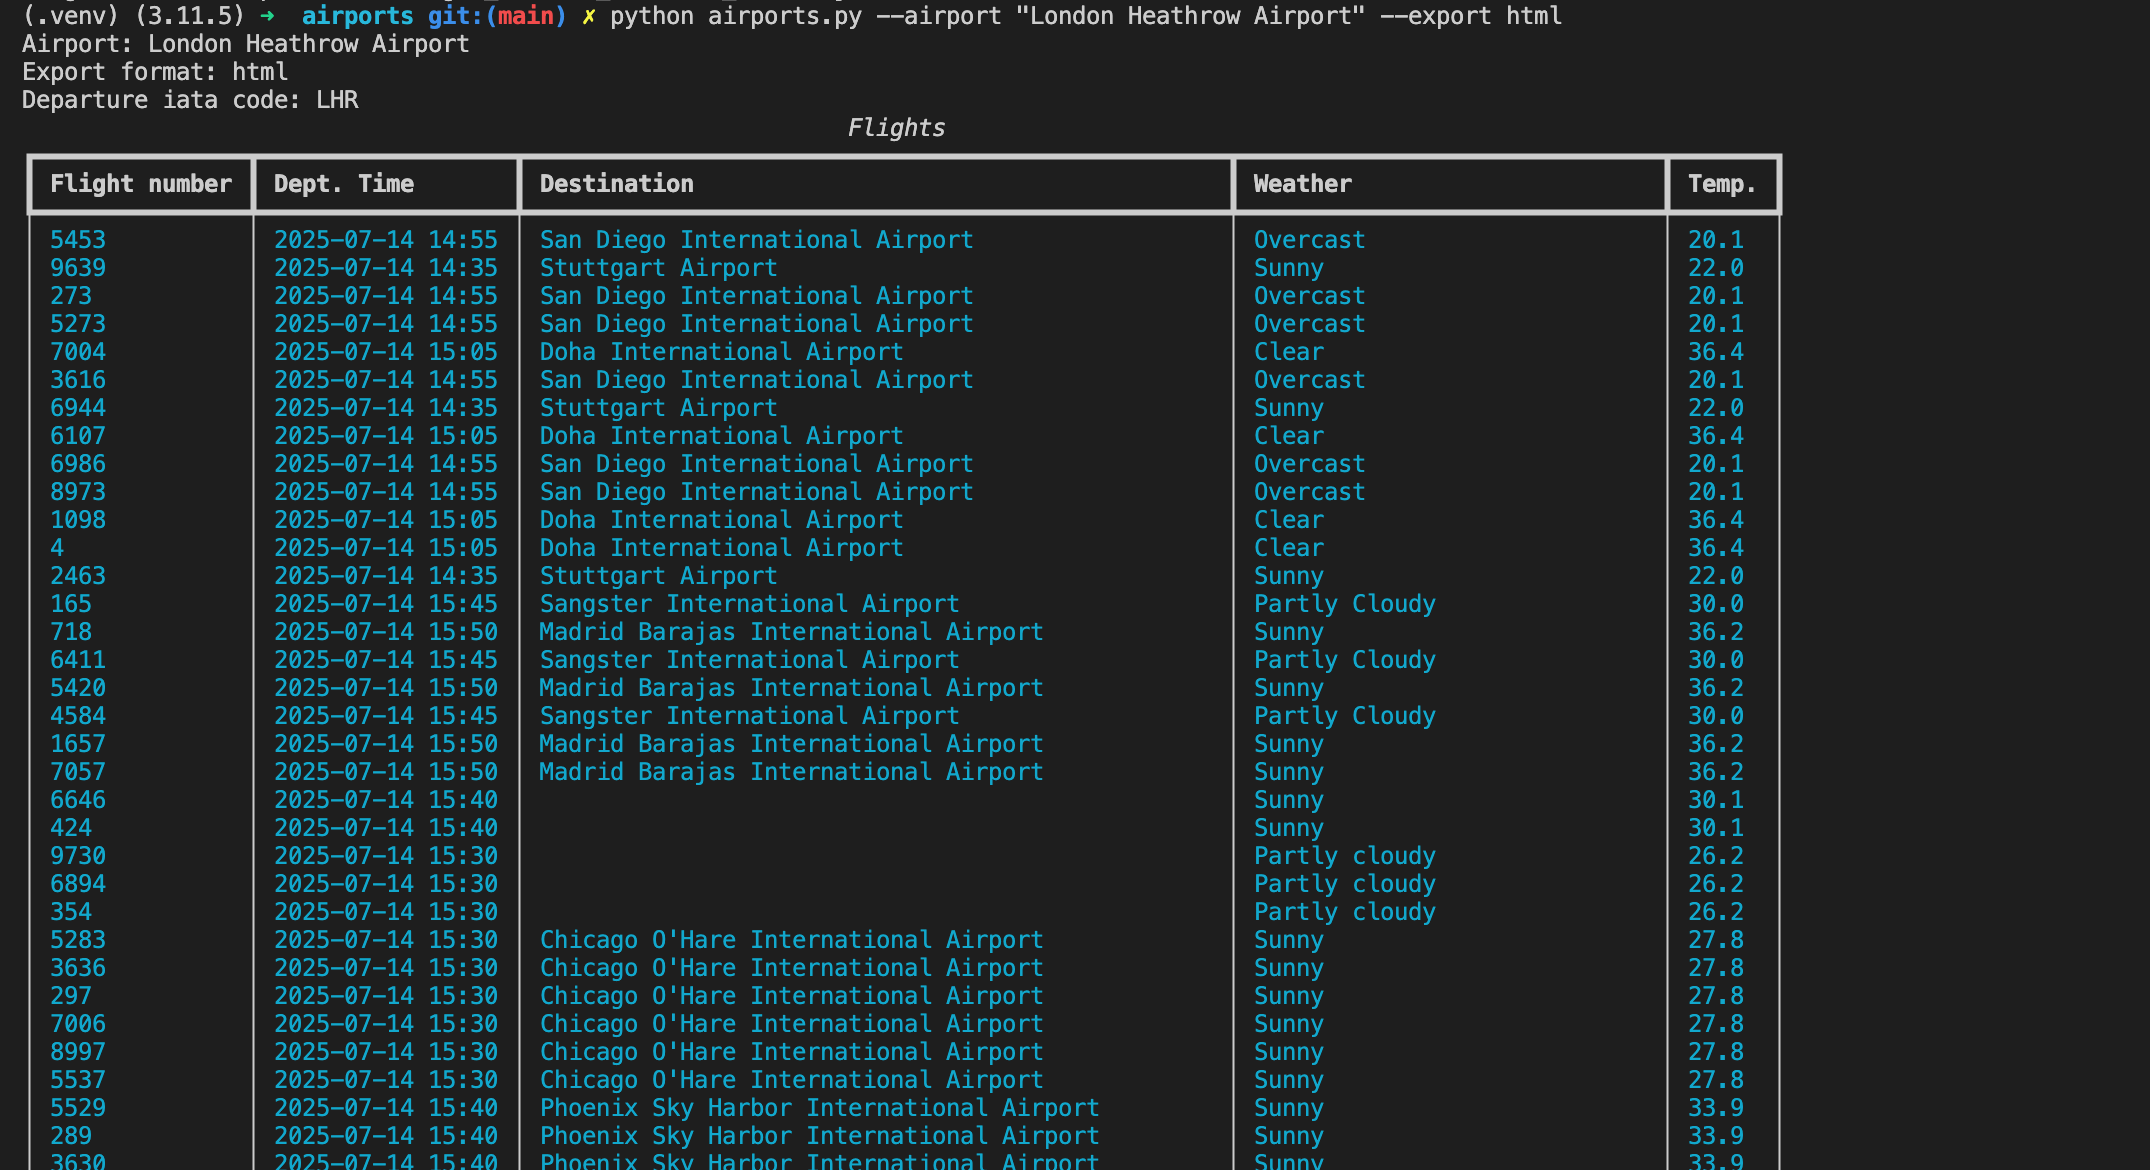 (.venv) (3.11.5) → airports git:(main) ✗ python airports.py --airport "London Heathrow Airport" --export html
Airport: London Heathrow Airport
Export format: html
Departure iata code: LHR
Flights
Flight number Dept. Time Destination Weather Temp.
5453 2025-07-14 14:55 San Diego International Airport Overcast 20.1
9639 2025-07-14 14:35 Stuttgart Airport Sunny 22.0
273 2025-07-14 14:55 San Diego International Airport Overcast 20.1
5273 2025-07-14 14:55 San Diego International Airport Overcast 20.1
7004 2025-07-14 15:05 Doha International Airport Clear 36.4
3616 2025-07-14 14:55 San Diego International Airport Overcast 20.1
6944 2025-07-14 14:35 Stuttgart Airport Sunny 22.0
6107 2025-07-14 15:05 Doha International Airport Clear 36.4
6986 2025-07-14 14:55 San Diego International Airport Overcast 20.1
8973 2025-07-14 14:55 San Diego International Airport Overcast 20.1
1098 2025-07-14 15:05 Doha International Airport Clear 36.4
4 2025-07-14 15:05 Doha International Airport Clear 36.4
2463 2025-07-14 14:35 Stuttgart Airport Sunny 22.0
165 2025-07-14 15:45 Sangster International Airport Partly Cloudy 30.0
718 2025-07-14 15:50 Madrid Barajas International Airport Sunny 36.2
6411 2025-07-14 15:45 Sangster International Airport Partly Cloudy 30.0
5420 2025-07-14 15:50 Madrid Barajas International Airport Sunny 36.2
4584 2025-07-14 15:45 Sangster International Airport Partly Cloudy 30.0
1657 2025-07-14 15:50 Madrid Barajas International Airport Sunny 36.2
7057 2025-07-14 15:50 Madrid Barajas International Airport Sunny 36.2
6646 2025-07-14 15:40 Sunny 30.1
424 2025-07-14 15:40 Sunny 30.1
9730 2025-07-14 15:30 Partly cloudy 26.2
6894 2025-07-14 15:30 Partly cloudy 26.2
354 2025-07-14 15:30 Partly cloudy 26.2
5283 2025-07-14 15:30 Chicago O'Hare International Airport Sunny 27.8
3636 2025-07-14 15:30 Chicago O'Hare International Airport Sunny 27.8
297 2025-07-14 15:30 Chicago O'Hare International Airport Sunny 27.8
7006 2025-07-14 15:30 Chicago O'Hare International Airport Sunny 27.8
8997 2025-07-14 15:30 Chicago O'Hare International Airport Sunny 27.8
5537 2025-07-14 15:30 Chicago O'Hare International Airport Sunny 27.8
5529 2025-07-14 15:40 Phoenix Sky Harbor International Airport Sunny 33.9
289 2025-07-14 15:40 Phoenix Sky Harbor International Airport Sunny 33.9
3630 2025-07-14 15:40 Phoenix Sky Harbor International Airport Sunny 33.9